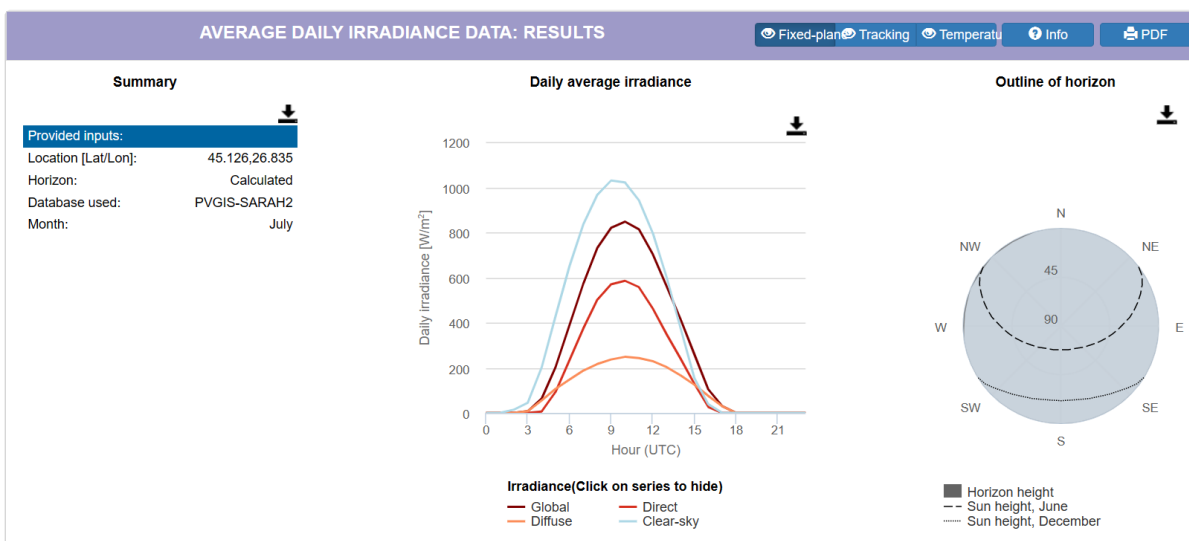 AVERAGE DAILY IRRADIANCE DATA: RESULTS
Fixed-plane Tracking Temperatu Info PDF
Summary
Provided inputs:
Location [Lat/Lon]: 45.126,26.835
Horizon: Calculated
Database used: PVGIS-SARAH2
Month: July
Daily average irradiance
1200
1000
800
600
400
200
0
Daily irradiance [W/m²]
0 3 6 9 12 15 18 21
Hour (UTC)
Irradiance(Click on series to hide)
Global Direct
Diffuse Clear-sky
Outline of horizon
N
NW NE
45
90
W E
SW SE
S
Horizon height
Sun height, June
Sun height, December